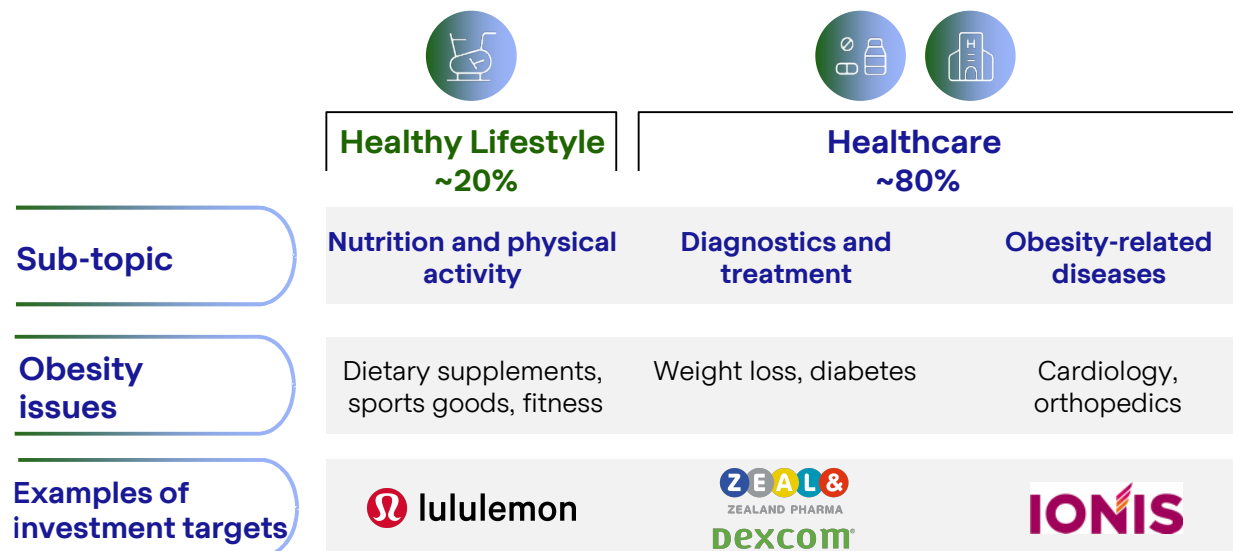 H
Healthy Lifestyle
~20%
Healthcare
~80%
Sub-topic
Nutrition and physical
activity
Diagnostics and
treatment
Obesity-related
diseases
Obesity
issues
Dietary supplements,
sports goods, fitness
Weight loss, diabetes
Cardiology,
orthopedics
Examples of
investment targets
lululemon
ZEAL&
ZEALAND PHARMA
Dexcom
IONIS